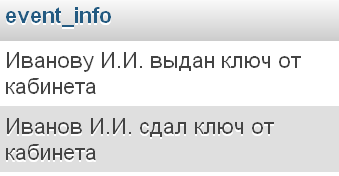 event_info
Иванову И.И. выдан ключ от
кабинета
Иванов И.И. сдал ключ от
кабинета